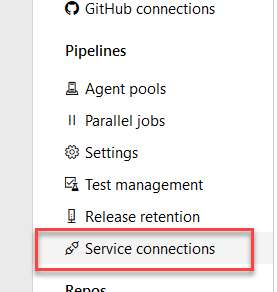 GitHub connections
Pipelines
Agent pools
Parallel jobs
Settings
Test management
Release retention
Service connections
Repos